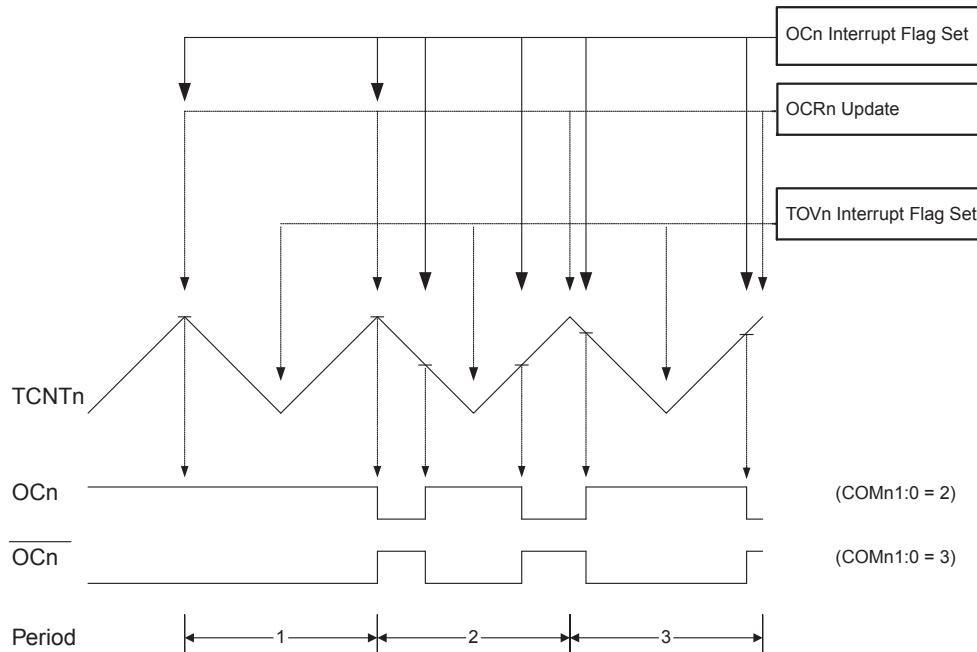 OCn Interrupt Flag Set
OCRn Update
TOVn Interrupt Flag Set
TCNTn
OCn (COMn1:0 = 2)
OCn (COMn1:0 = 3)
Period 1 2 3